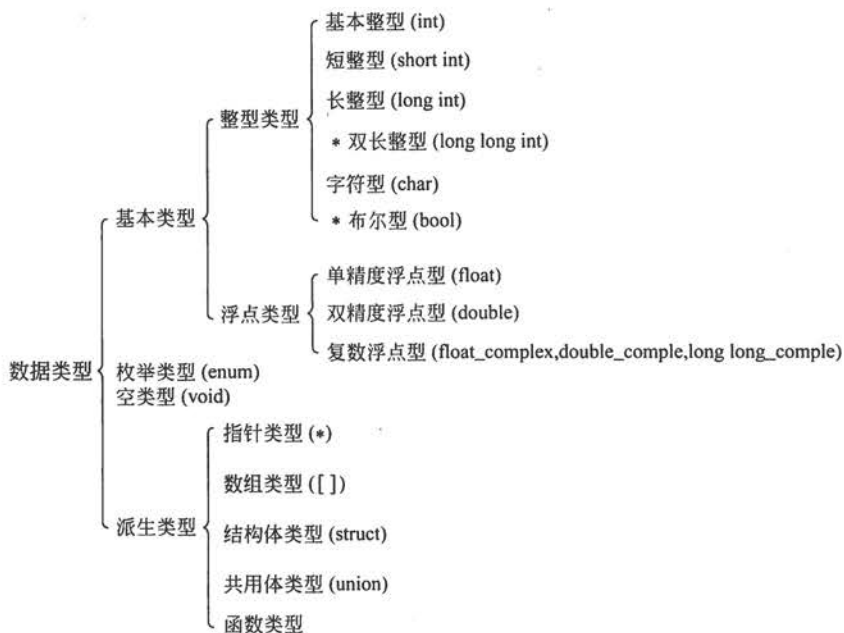 基本整型 (int)
短整型 (short int)
长整型 (long int)
整型类型
* 双长整型 (long long int)
字符型 (char)
基本类型
* 布尔型 (bool)
单精度浮点型 (float)
浮点类型
双精度浮点型 (double)
复数浮点型 (float_complex,double_comple,long long_comple)
数据类型
枚举类型 (enum)
空类型 (void)
指针类型 (*)
数组类型 ([ ])
派生类型
结构体类型 (struct)
共用体类型 (union)
函数类型